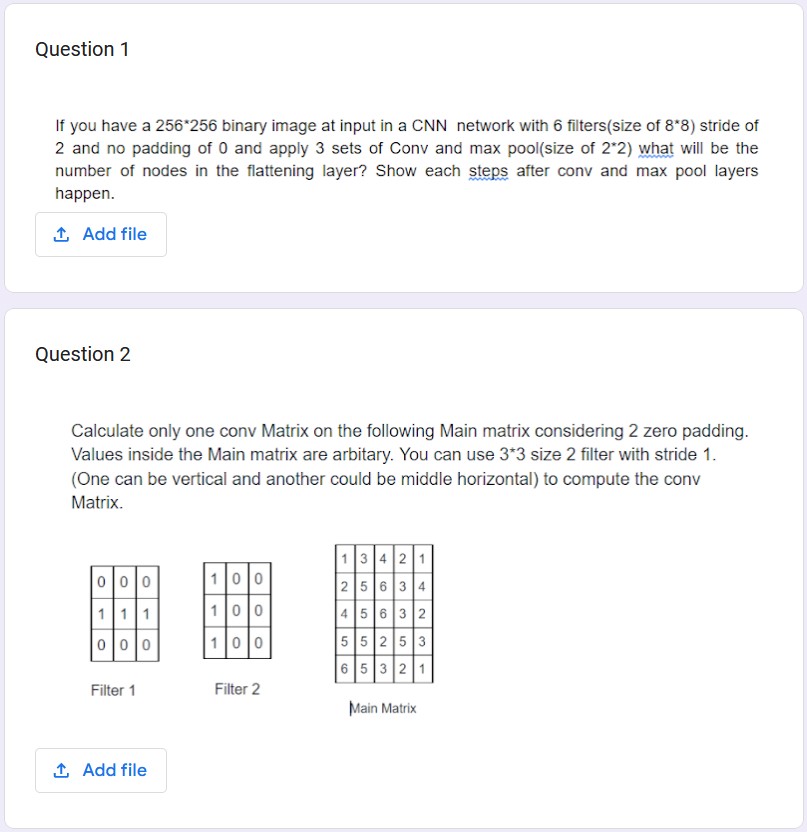 Question 1
If you have a 256*256 binary image at input in a CNN network with 6 filters(size of 8*8) stride of
2 and no padding of 0 and apply 3 sets of Conv and max pool(size of 2*2) what will be the
number of nodes in the flattening layer? Show each steps after conv and max pool layers
happen.
Add file
Question 2
Calculate only one conv Matrix on the following Main matrix considering 2 zero padding.
Values inside the Main matrix are arbitary. You can use 3*3 size 2 filter with stride 1.
(One can be vertical and another could be middle horizontal) to compute the conv
Matrix.
0 0 0
1 1 1
0 0 0
Filter 1
1 0 0
1 0 0
1 0 0
Filter 2
1 3 4 2 1
2 5 6 3 4
4 5 6 3 2
5 5 2 5 3
6 5 3 2 1
Main Matrix
Add file